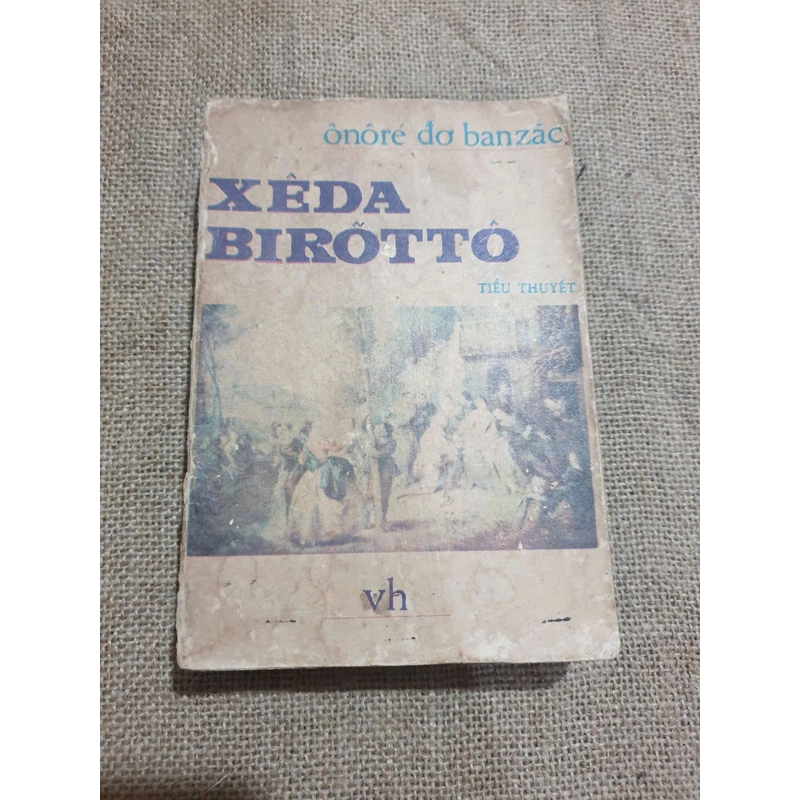 ônôré đơ banzăc
XÊDA
BIRÔTTÔ
TIỂU THUYẾT
vh